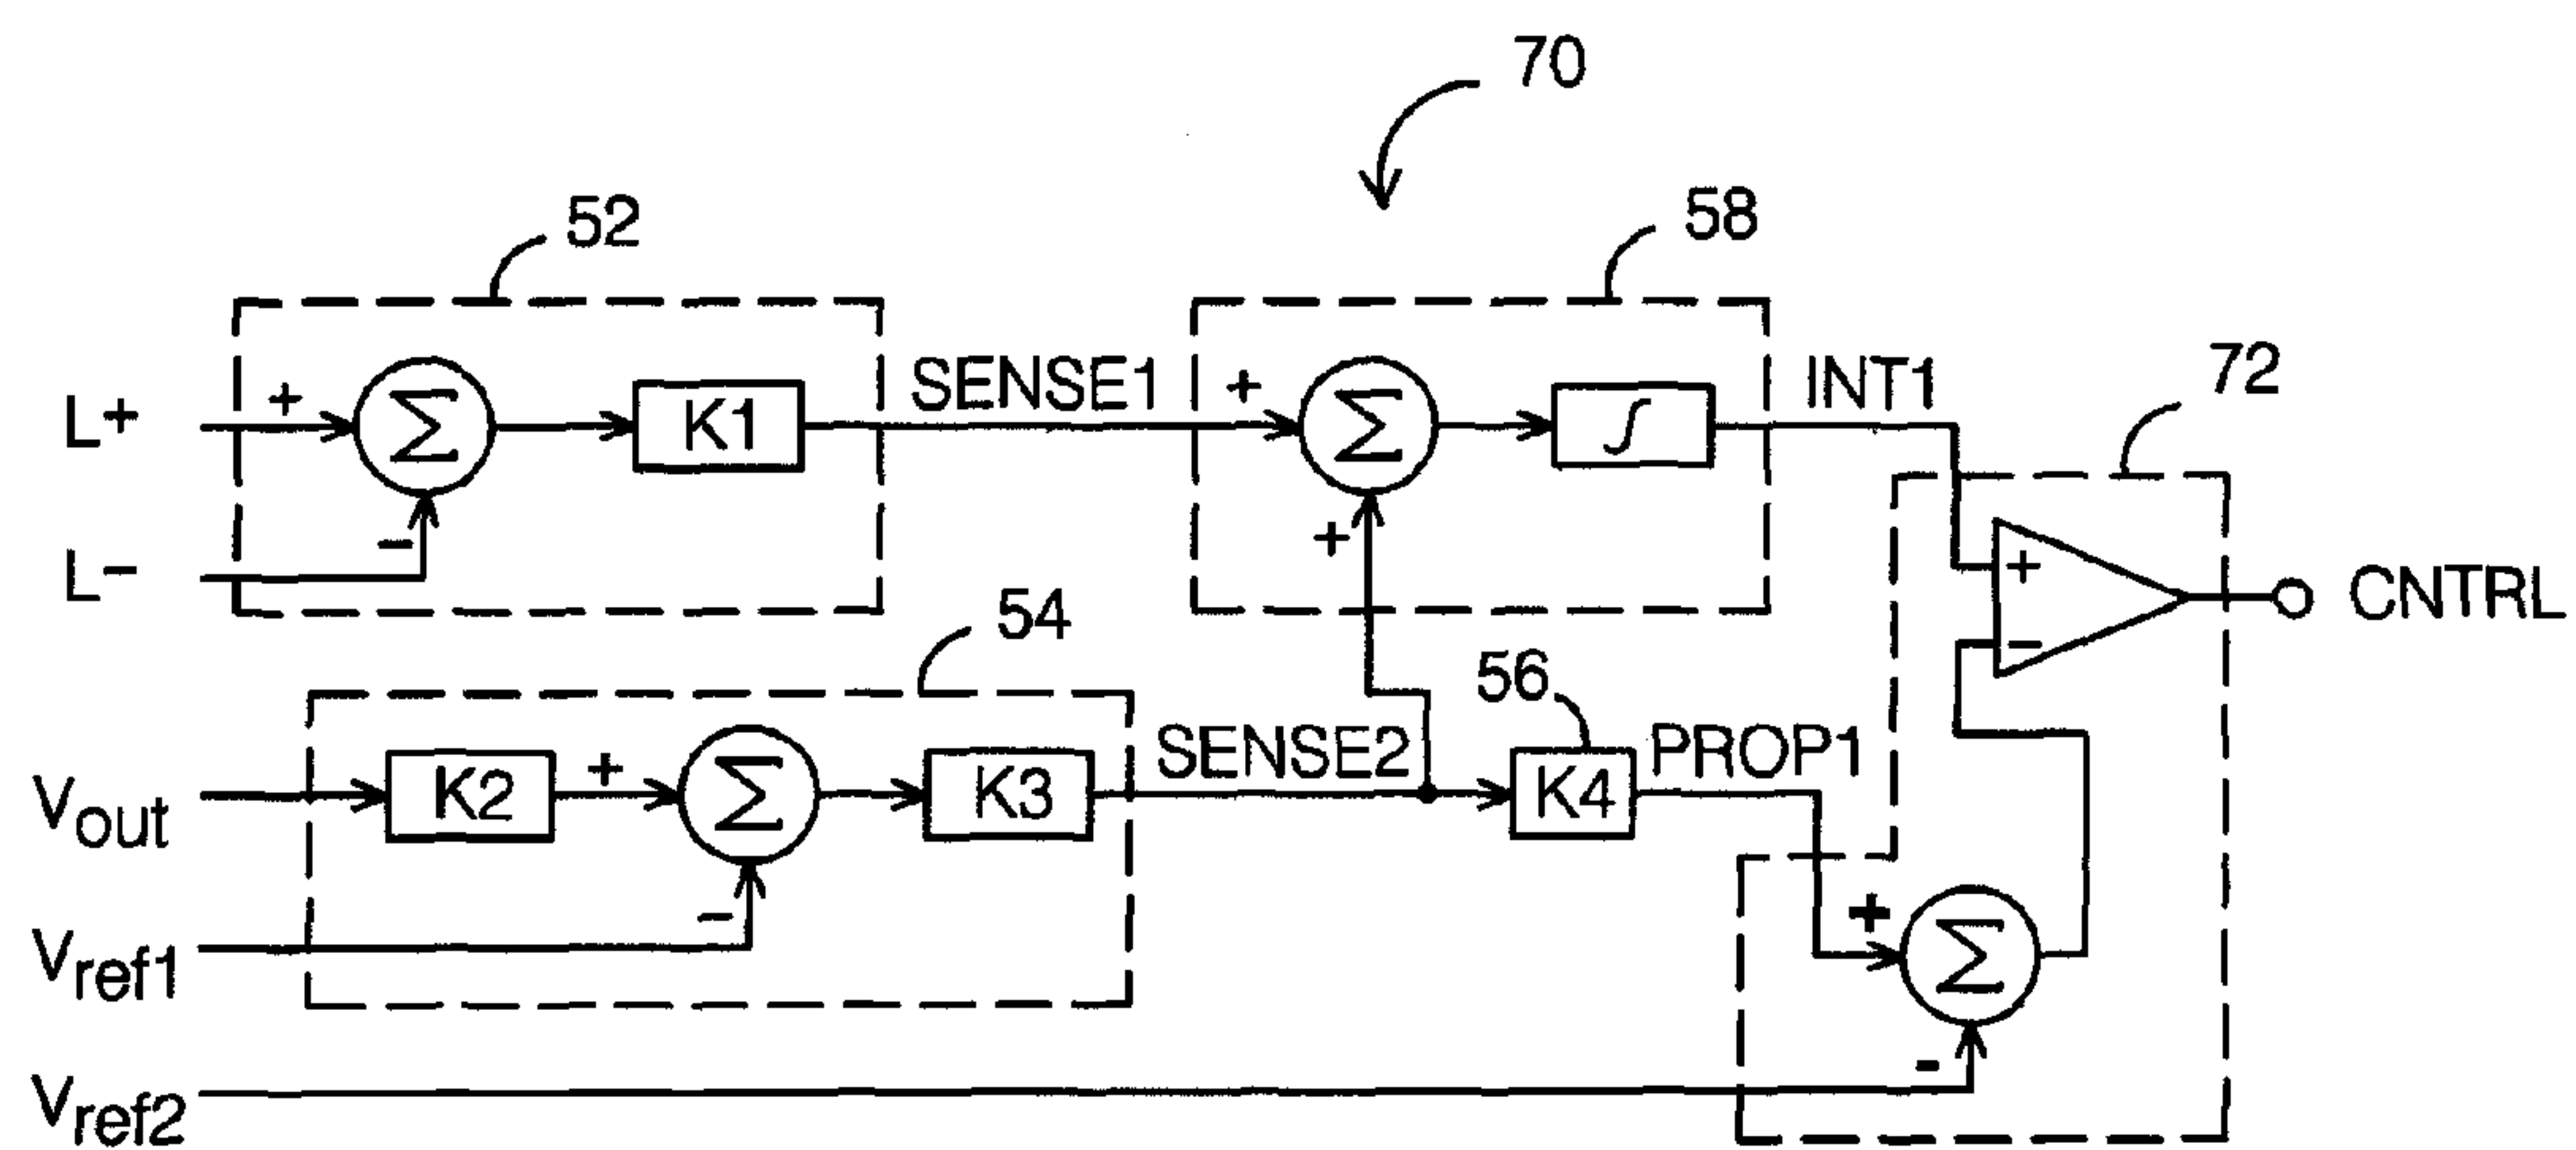 70
52
58
SENSE1
INT1
72
L+
+
Σ
K1
+
Σ
∫
L−
−
+
+
−
CNTRL
54
56
SENSE2
PROP1
Vout
K2
+
Σ
K3
K4
Vref1
−
+
Σ
Vref2
-